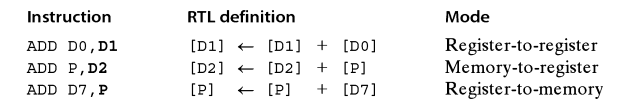 Instruction RTL definition Mode
ADD D0,D1 [D1] ← [D1] + [D0] Register-to-register
ADD P,D2 [D2] ← [D2] + [P] Memory-to-register
ADD D7,P [P] ← [P] + [D7] Register-to-memory